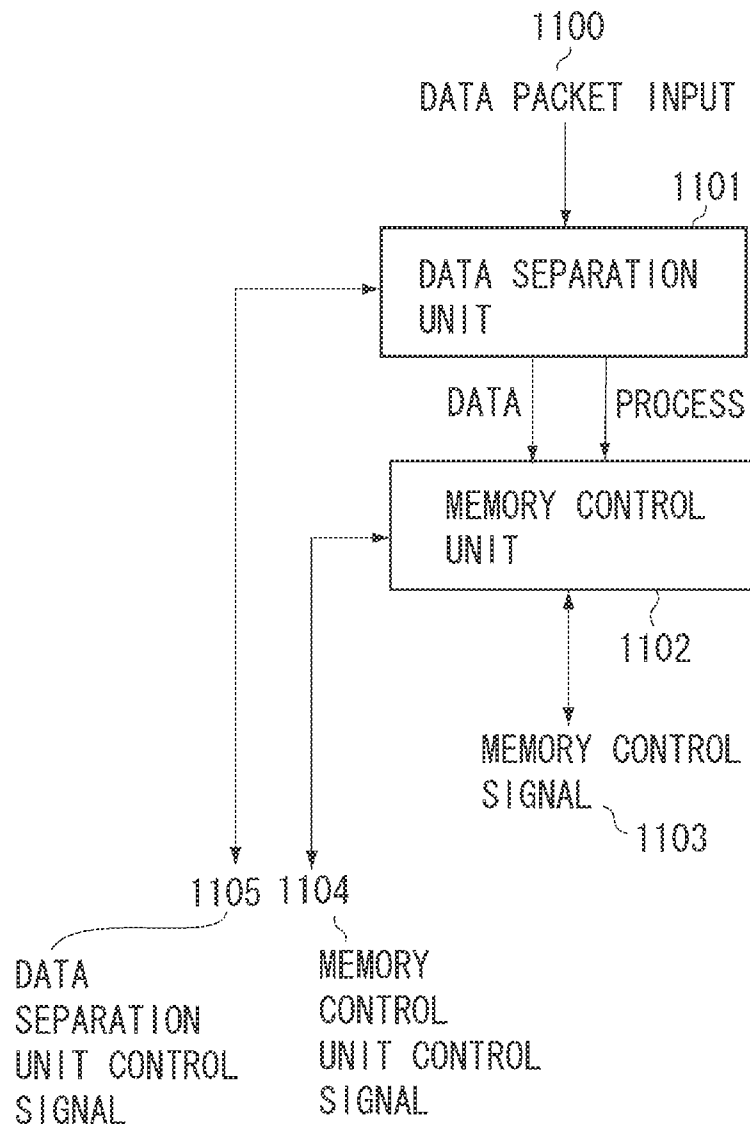 1100
DATA PACKET INPUT
1101
DATA SEPARATION
UNIT
DATA
PROCESS
MEMORY CONTROL
UNIT
1102
MEMORY CONTROL
SIGNAL
1103
1105
1104
DATA
SEPARATION
UNIT CONTROL
SIGNAL
MEMORY
CONTROL
UNIT CONTROL
SIGNAL